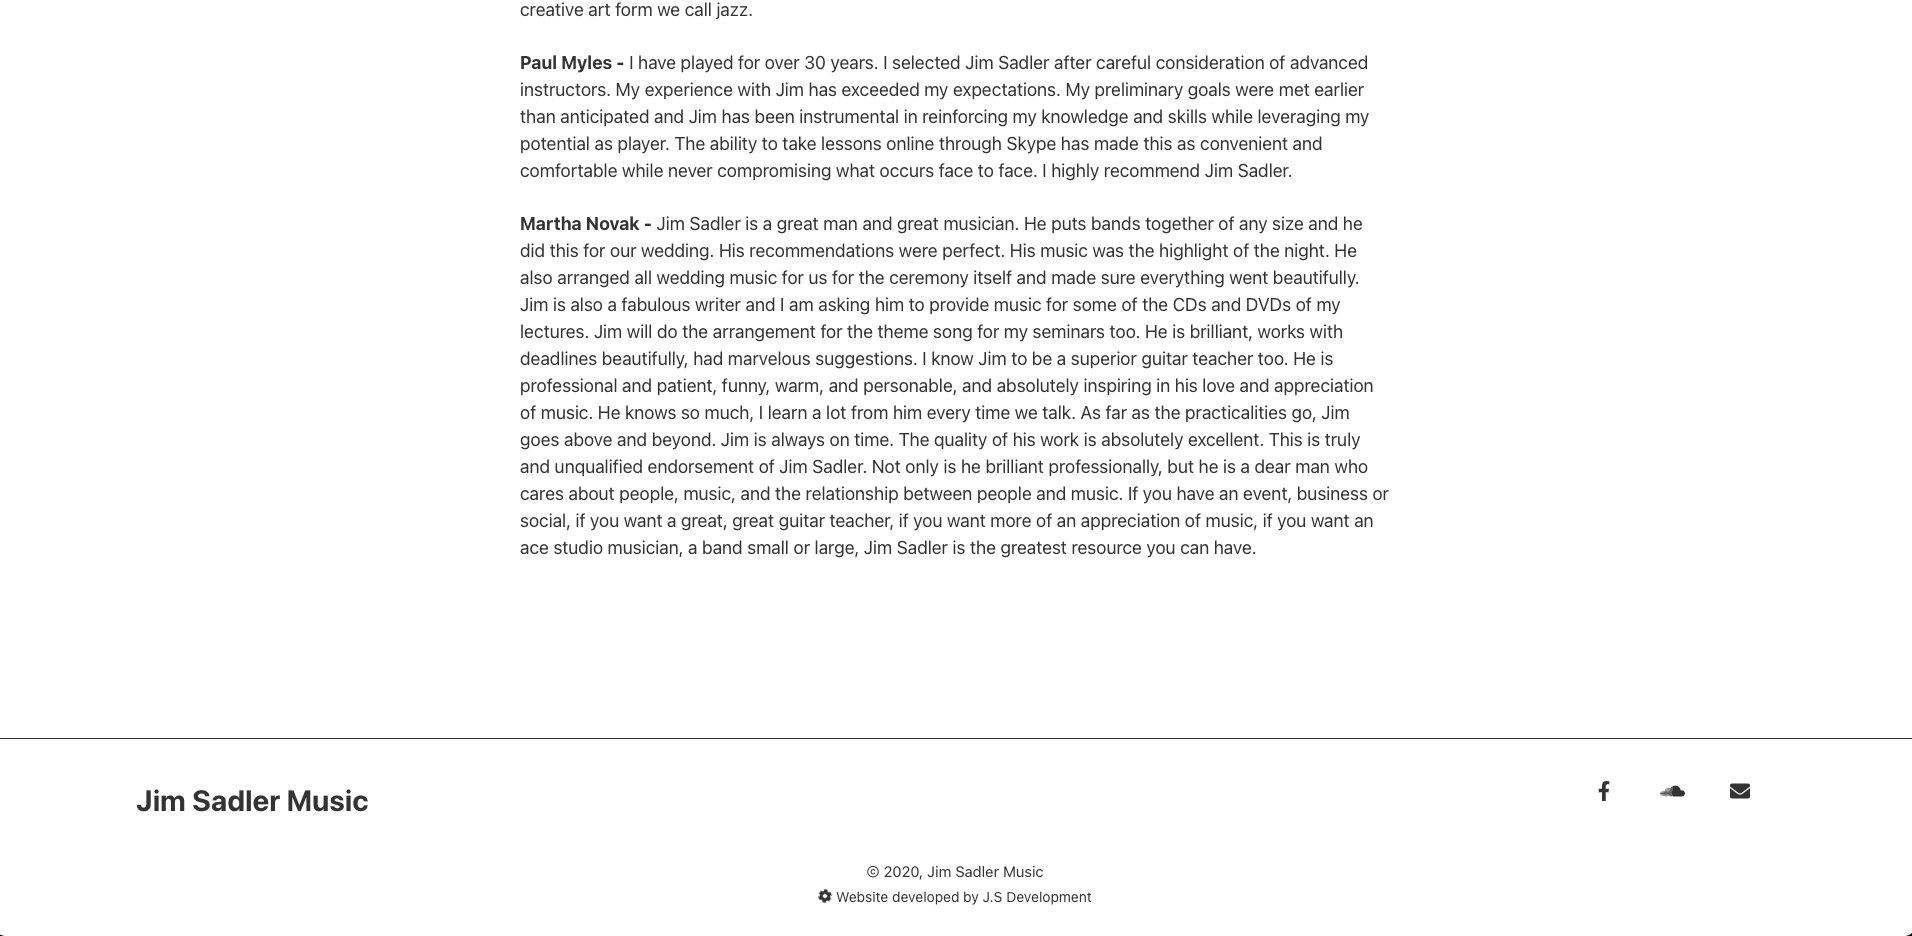 creative art form we call jazz.
Paul Myles - I have played for over 30 years. I selected Jim Sadler after careful consideration of advanced
instructors. My experience with Jim has exceeded my expectations. My preliminary goals were met earlier
than anticipated and Jim has been instrumental in reinforcing my knowledge and skills while leveraging my
potential as player. The ability to take lessons online through Skype has made this as convenient and
comfortable while never compromising what occurs face to face. I highly recommend Jim Sadler.
Martha Novak - Jim Sadler is a great man and great musician. He puts bands together of any size and he
did this for our wedding. His recommendations were perfect. His music was the highlight of the night. He
also arranged all wedding music for us for the ceremony itself and made sure everything went beautifully.
Jim is also a fabulous writer and I am asking him to provide music for some of the CDs and DVDs of my
lectures. Jim will do the arrangement for the theme song for my seminars too. He is brilliant, works with
deadlines beautifully, had marvelous suggestions. I know Jim to be a superior guitar teacher too. He is
professional and patient, funny, warm, and personable, and absolutely inspiring in his love and appreciation
of music. He knows so much, I learn a lot from him every time we talk. As far as the practicalities go, Jim
goes above and beyond. Jim is always on time. The quality of his work is absolutely excellent. This is truly
and unqualified endorsement of Jim Sadler. Not only is he brilliant professionally, but he is a dear man who
cares about people, music, and the relationship between people and music. If you have an event, business or
social, if you want a great, great guitar teacher, if you want more of an appreciation of music, if you want an
ace studio musician, a band small or large, Jim Sadler is the greatest resource you can have.
Jim Sadler Music
© 2020, Jim Sadler Music
Website developed by J.S Development